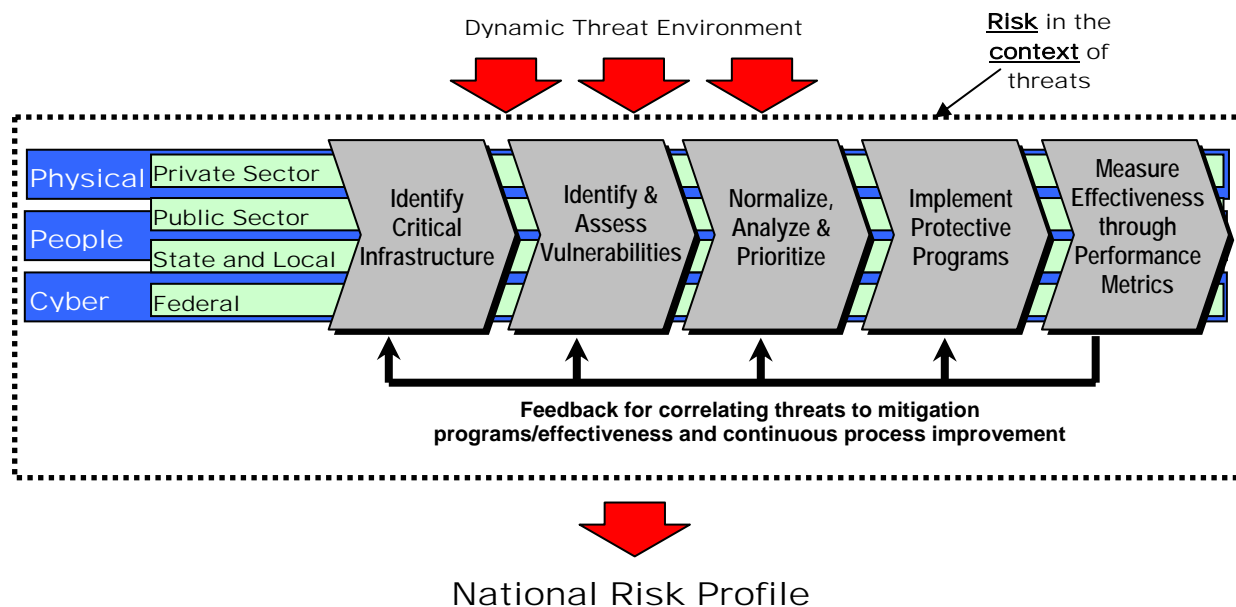 Dynamic Threat Environment
Risk in the
context of
threats
Physical
People
Cyber
Private Sector
Public Sector
State and Local
Federal
Identify
Critical
Infrastructure
Identify &
Assess
Vulnerabilities
Normalize,
Analyze &
Prioritize
Implement
Protective
Programs
Measure
Effectiveness
through
Performance
Metrics
Feedback for correlating threats to mitigation
programs/effectiveness and continuous process improvement
National Risk Profile